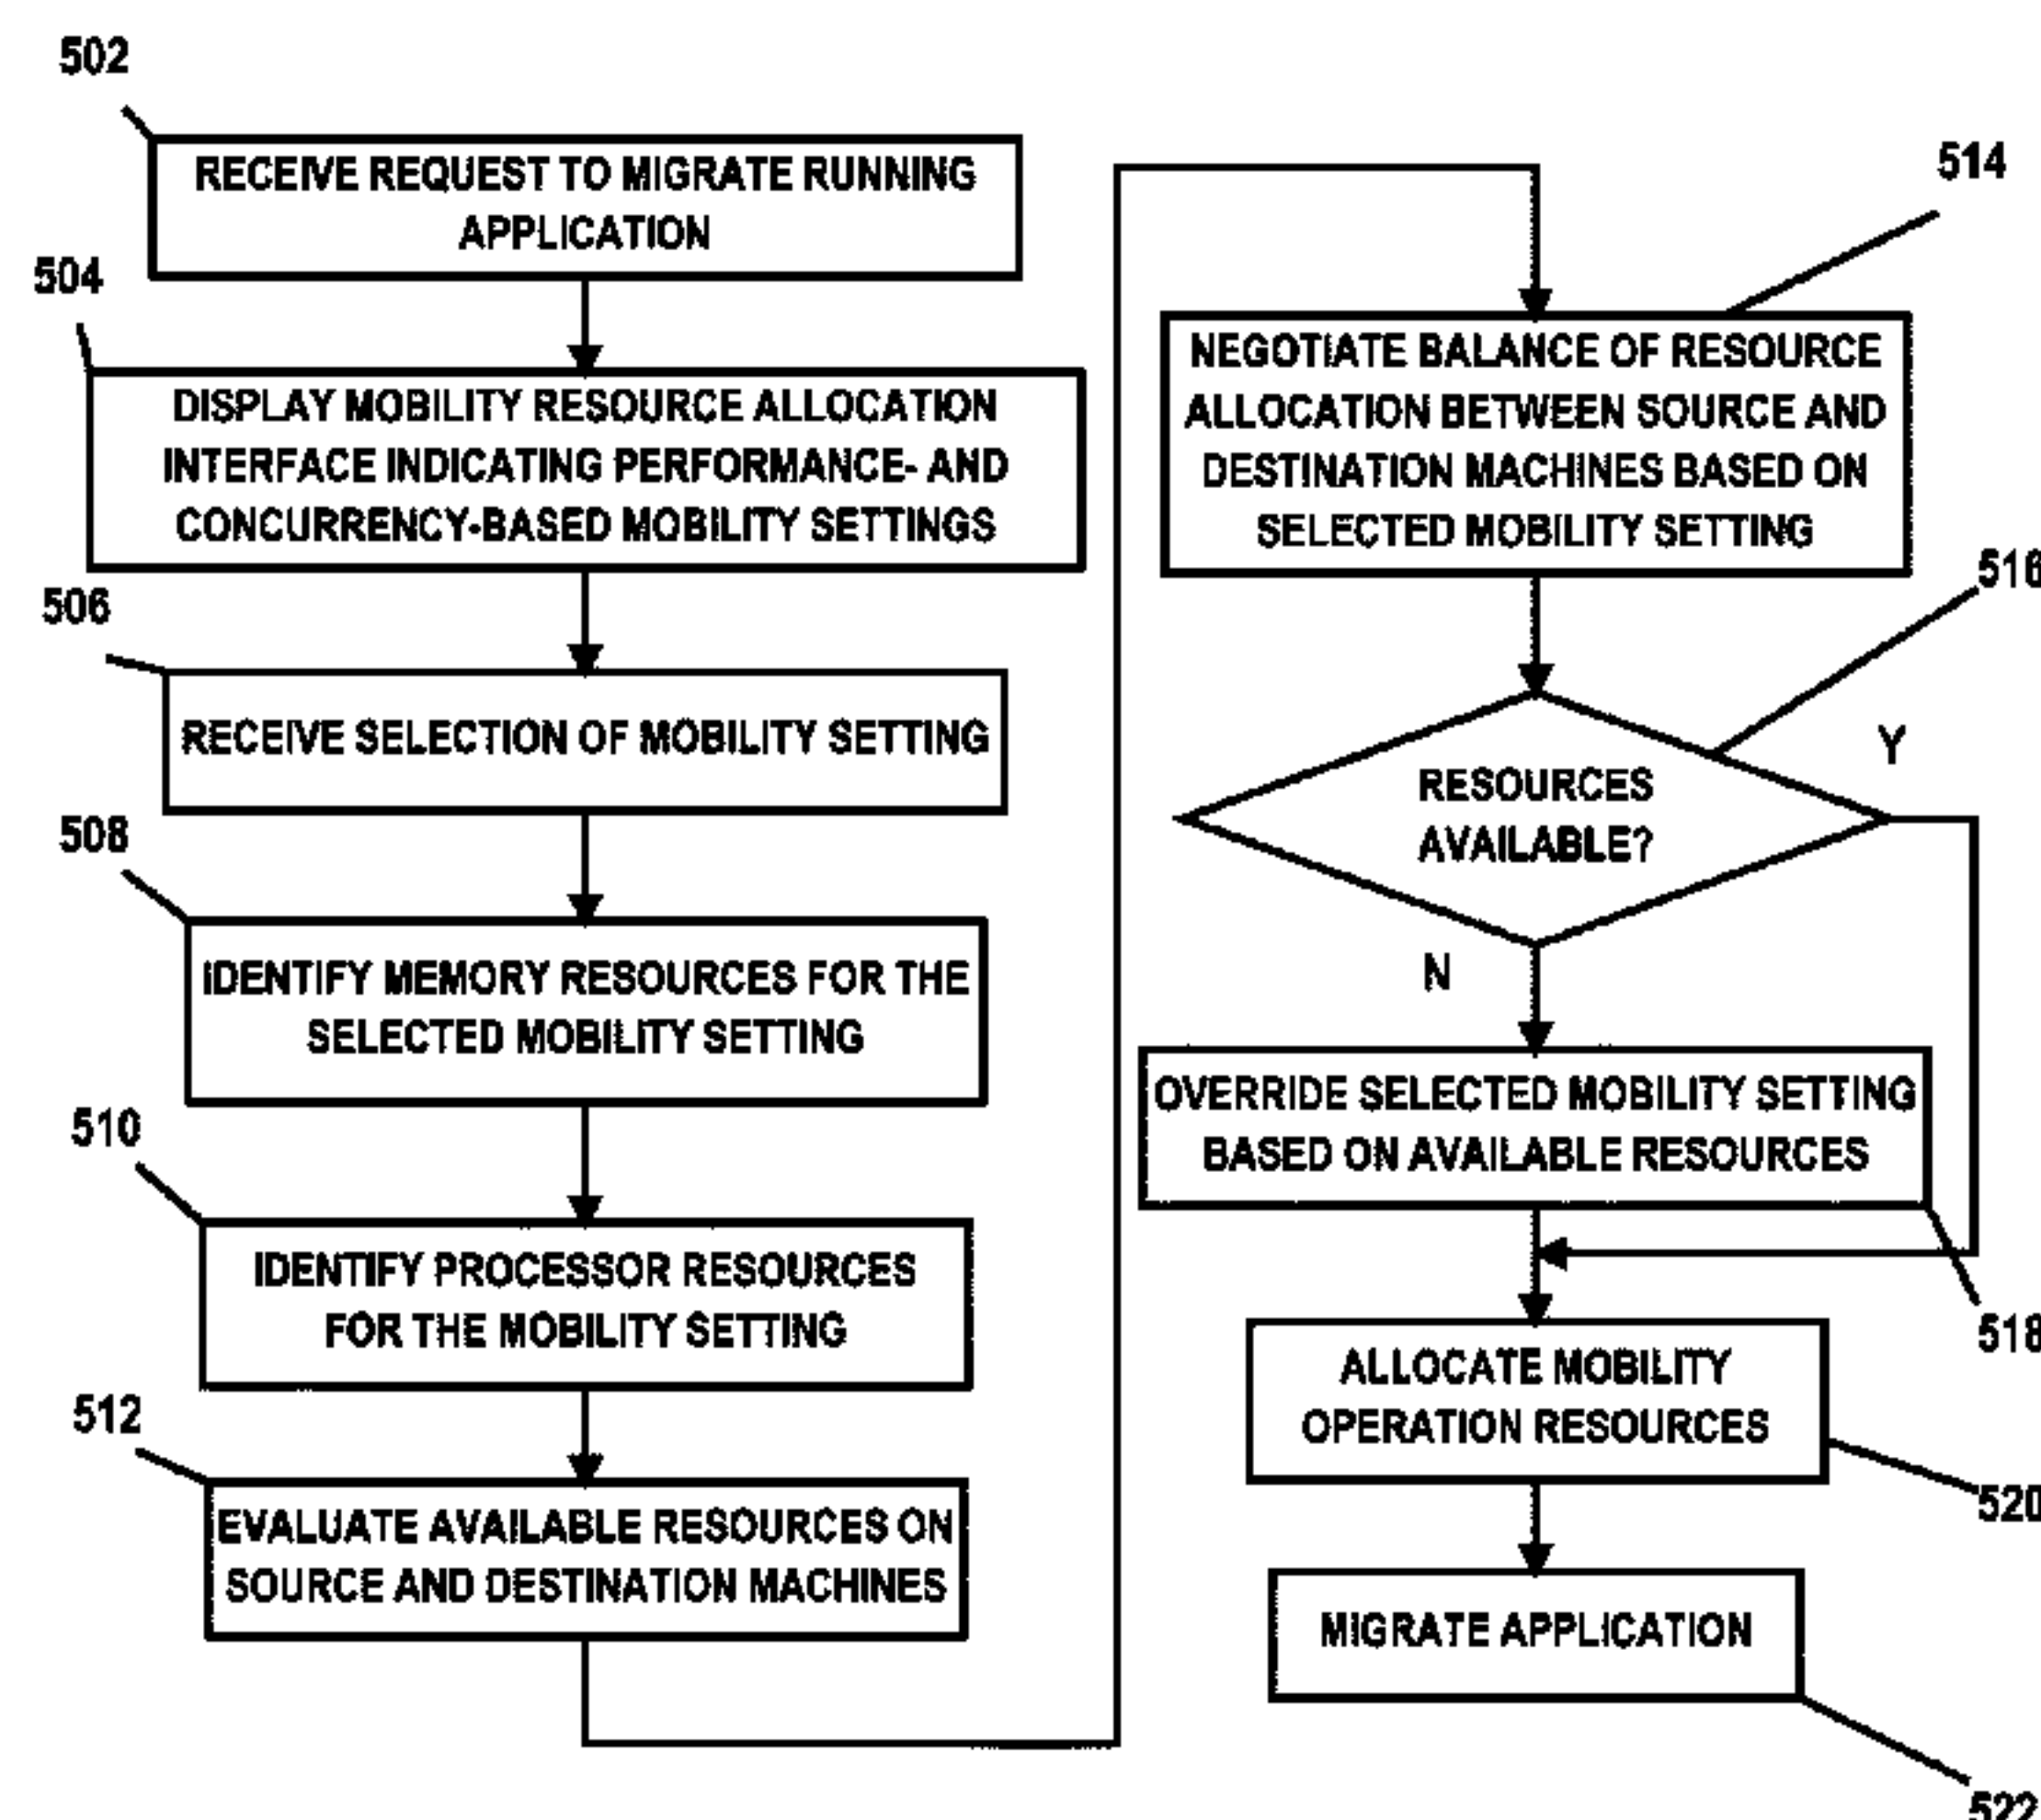 502
RECEIVE REQUEST TO MIGRATE RUNNING
APPLICATION
504
DISPLAY MOBILITY RESOURCE ALLOCATION
INTERFACE INDICATING PERFORMANCE- AND
CONCURRENCY-BASED MOBILITY SETTINGS
506
RECEIVE SELECTION OF MOBILITY SETTING
508
IDENTIFY MEMORY RESOURCES FOR THE
SELECTED MOBILITY SETTING
510
IDENTIFY PROCESSOR RESOURCES
FOR THE MOBILITY SETTING
512
EVALUATE AVAILABLE RESOURCES ON
SOURCE AND DESTINATION MACHINES
514
NEGOTIATE BALANCE OF RESOURCE
ALLOCATION BETWEEN SOURCE AND
DESTINATION MACHINES BASED ON
SELECTED MOBILITY SETTING
516
RESOURCES
AVAILABLE?
Y
N
OVERRIDE SELECTED MOBILITY SETTING
BASED ON AVAILABLE RESOURCES
518
ALLOCATE MOBILITY
OPERATION RESOURCES
520
MIGRATE APPLICATION
522